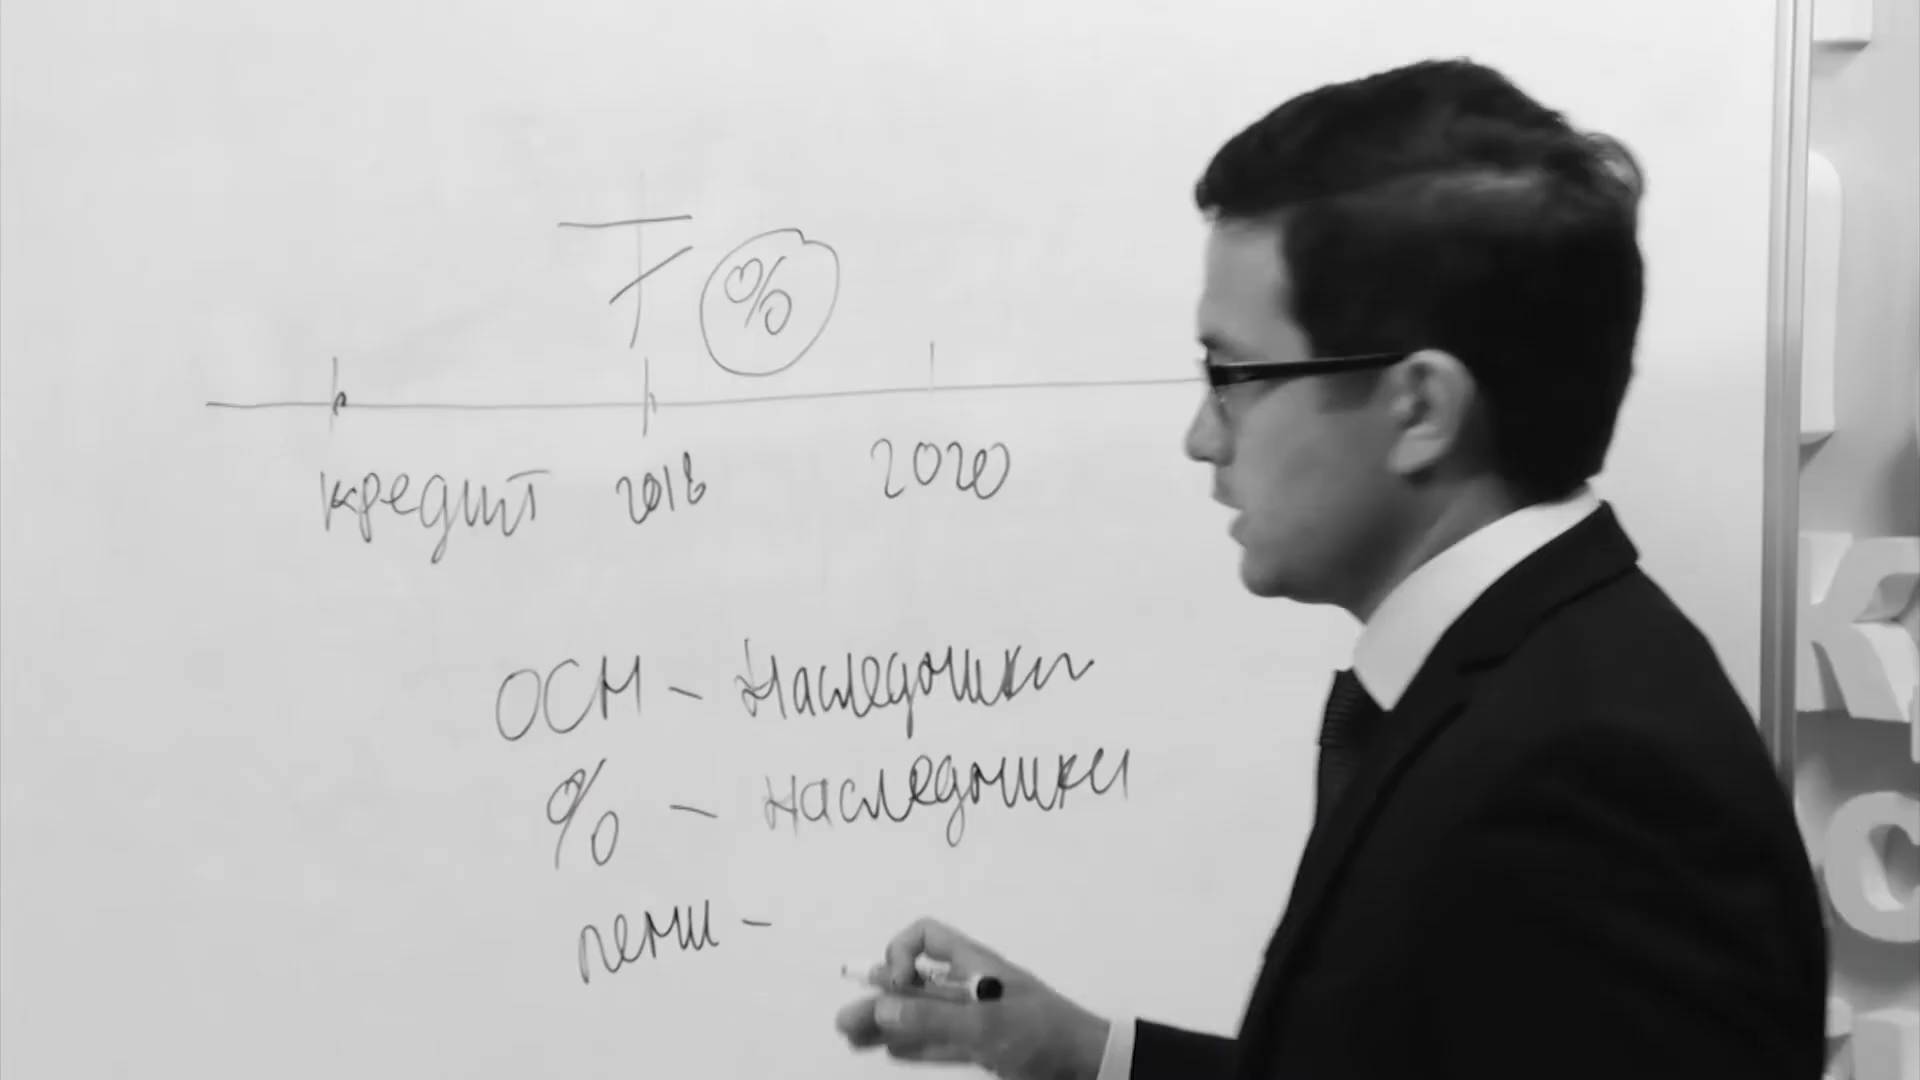 %
кредит 2018 2020
ОСН - наследники
% - наследники
пени -